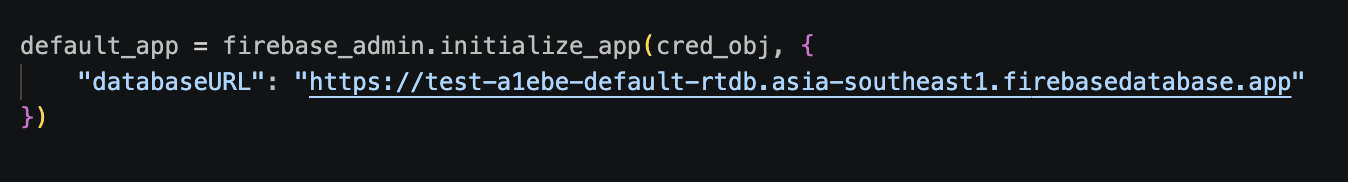 default_app = firebase_admin.initialize_app(cred_obj, {
    "databaseURL": "https://test-a1ebe-default-rtdb.asia-southeast1.firebasedatabase.app"
})